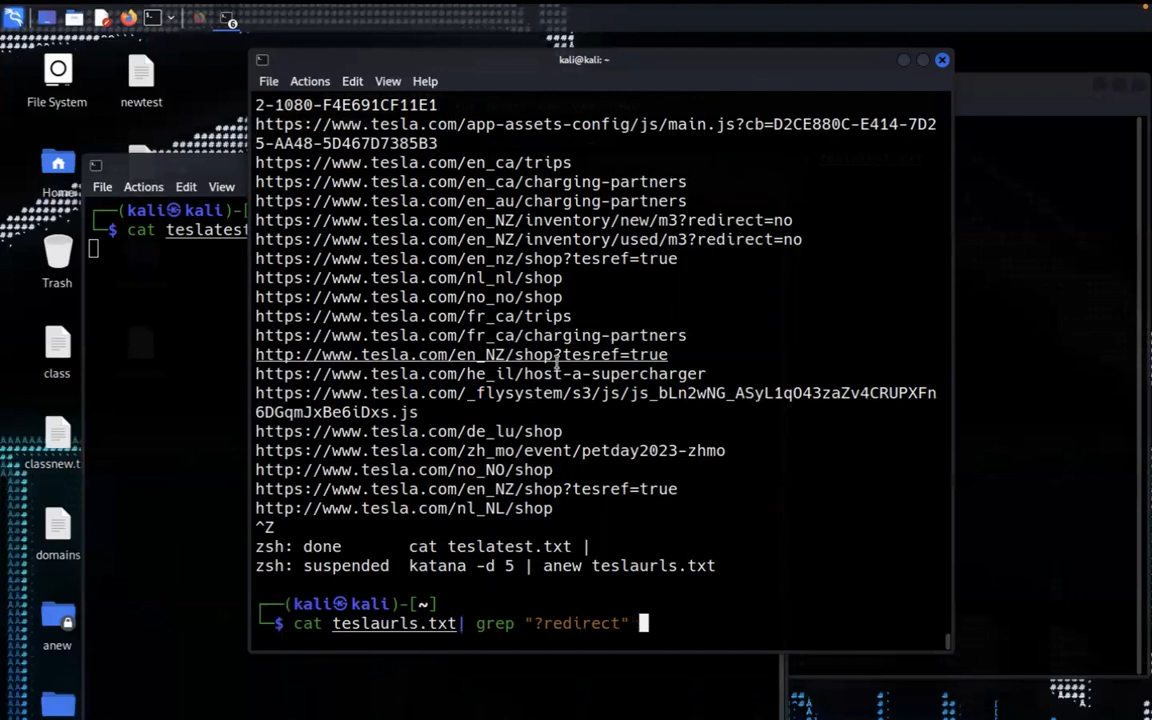 6
File System
newtest
Home
Trash
class
classnew.t
domains
anew
File Actions Edit View
┌──(kali㉿kali)-[
└─$ cat teslatest
kali@kali: ~
File Actions Edit View Help
2-1080-F4E691CF11E1
https://www.tesla.com/app-assets-config/js/main.js?cb=D2CE880C-E414-7D2
5-AA48-5D467D7385B3
https://www.tesla.com/en_ca/trips
https://www.tesla.com/en_ca/charging-partners
https://www.tesla.com/en_au/charging-partners
https://www.tesla.com/en_NZ/inventory/new/m3?redirect=no
https://www.tesla.com/en_NZ/inventory/used/m3?redirect=no
https://www.tesla.com/en_nz/shop?tesref=true
https://www.tesla.com/nl_nl/shop
https://www.tesla.com/no_no/shop
https://www.tesla.com/fr_ca/trips
https://www.tesla.com/fr_ca/charging-partners
http://www.tesla.com/en_NZ/shop?tesref=true
https://www.tesla.com/he_il/host-a-supercharger
https://www.tesla.com/_flysystem/s3/js/js_bLn2wNG_ASyL1qO43zaZv4CRUPXFn
6DGqmJxBe6iDxs.js
https://www.tesla.com/de_lu/shop
https://www.tesla.com/zh_mo/event/petday2023-zhmo
http://www.tesla.com/no_NO/shop
https://www.tesla.com/en_NZ/shop?tesref=true
http://www.tesla.com/nl_NL/shop
^Z
zsh: done cat teslatest.txt |
zsh: suspended katana -d 5 | anew teslaurls.txt
┌──(kali㉿kali)-[~]
└─$ cat teslaurls.txt| grep "?redirect"